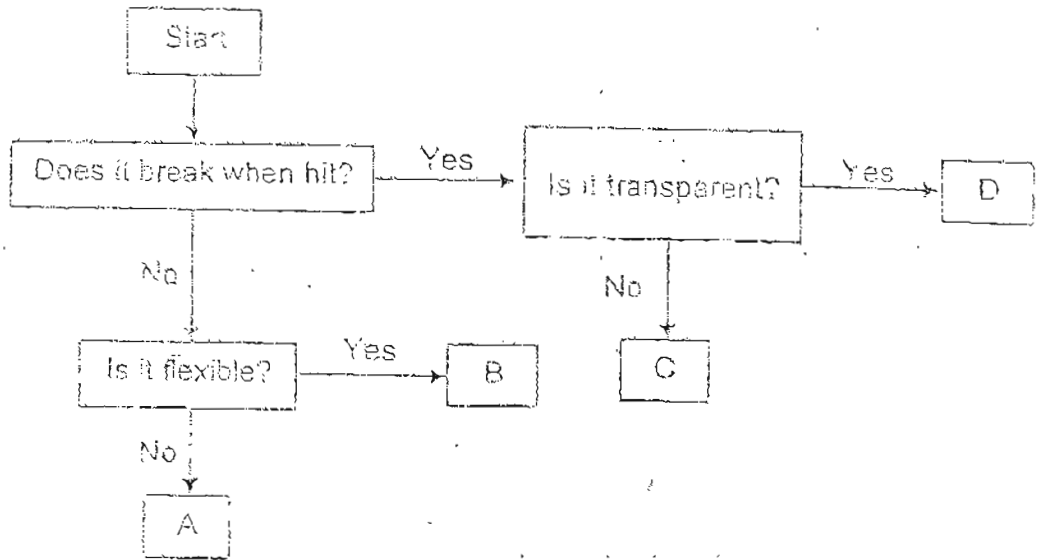 Start
Does it break when hit?
Yes
Is it transparent?
Yes
D
No
No
Is it flexible?
Yes
B
C
No
A